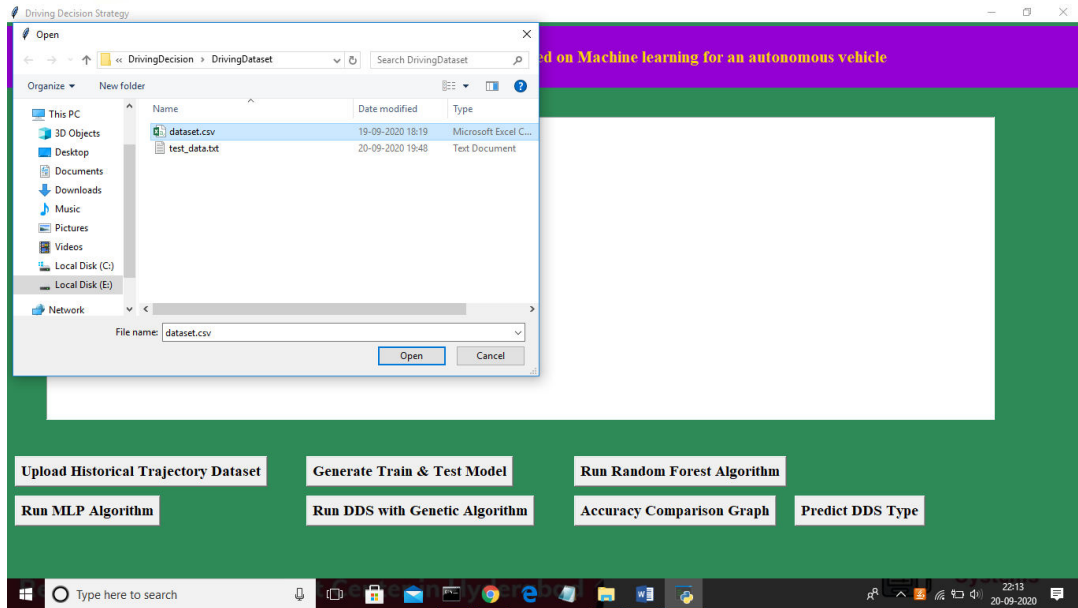 Driving Decision Strategy
Open
« DrivingDecision › DrivingDataset
Search DrivingDataset
ed on Machine learning for an autonomous vehicle
Organize
New folder
Name
Date modified
Type
This PC
3D Objects
Desktop
Documents
Downloads
Music
Pictures
Videos
Local Disk (C:)
Local Disk (E:)
Network
dataset.csv
19-09-2020 18:19
Microsoft Excel C...
test_data.txt
20-09-2020 19:48
Text Document
File name:
dataset.csv
Open
Cancel
Upload Historical Trajectory Dataset
Generate Train & Test Model
Run Random Forest Algorithm
Run MLP Algorithm
Run DDS with Genetic Algorithm
Accuracy Comparison Graph
Predict DDS Type
Type here to search
22:13
20-09-2020